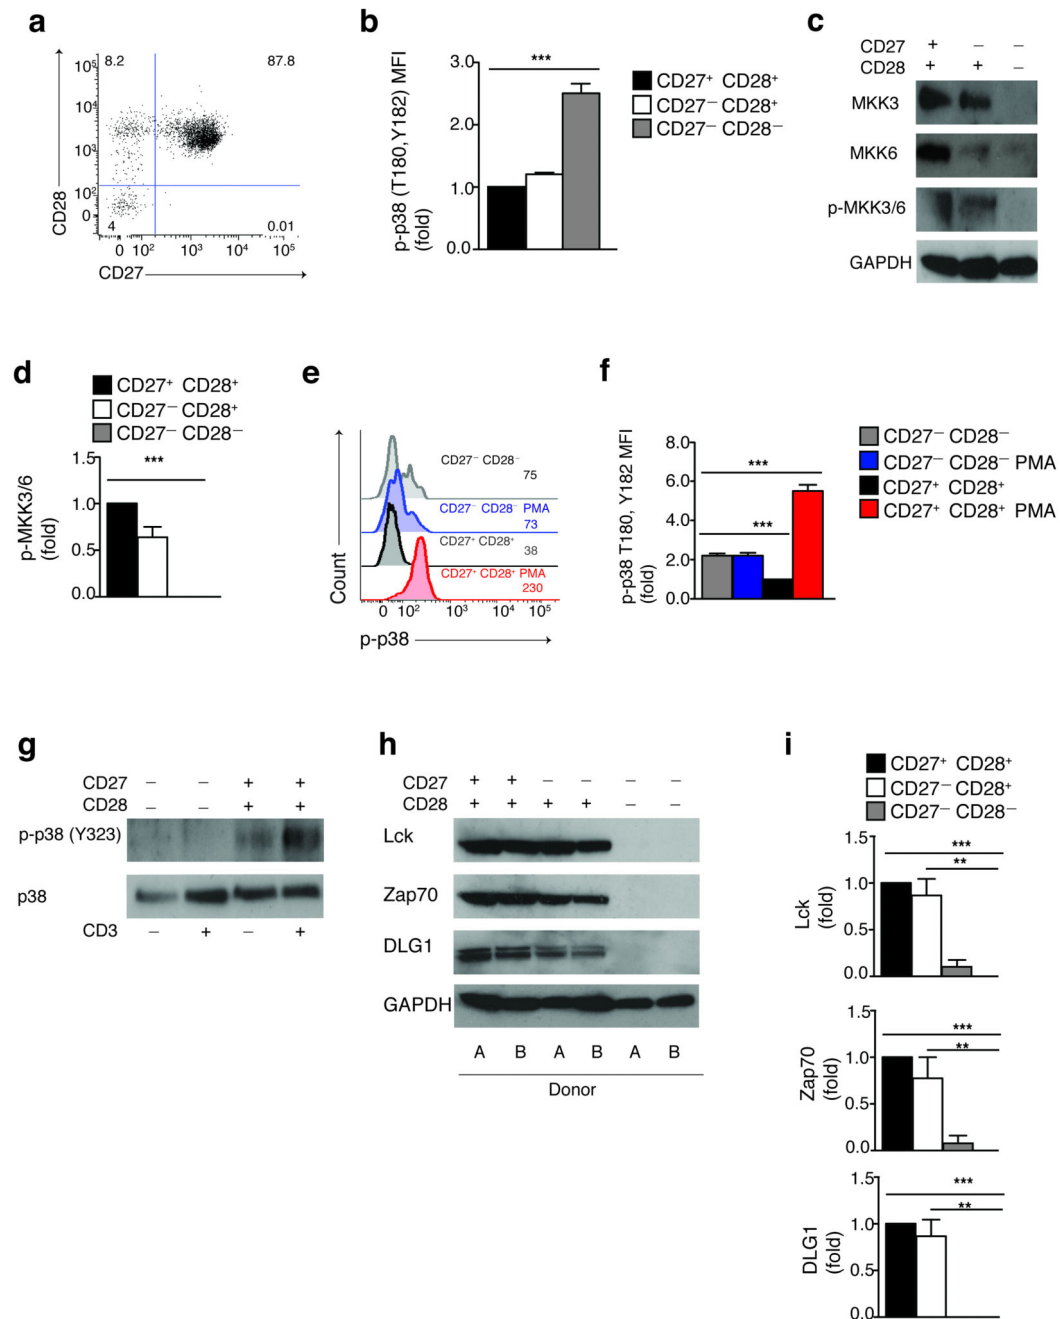 a
8.2
87.8
10⁵
10⁴
10³
10²
0
4
0.01
0 10² 10³ 10⁴ 10⁵
CD28
CD27
b
***
3.0
2.0
1.0
0.0
p-p38 (T180, Y182) MFI
(fold)
CD27⁺ CD28⁺
CD27⁻ CD28⁺
CD27⁻ CD28⁻
c
CD27 + − −
CD28 + + −
MKK3
MKK6
p-MKK3/6
GAPDH
d
CD27⁺ CD28⁺
CD27⁻ CD28⁺
CD27⁻ CD28⁻
***
1.5
1.0
0.5
0.0
p-MKK3/6
(fold)
e
CD27⁻ CD28⁻
75
CD27⁻ CD28⁻ PMA
73
CD27⁺ CD28⁺
38
CD27⁺ CD28⁺ PMA
230
Count
0 10² 10³ 10⁴ 10⁵
p-p38
f
8.0
6.0
4.0
2.0
0.0
***
***
p-p38 T180, Y182 MFI
(fold)
CD27⁻ CD28⁻
CD27⁻ CD28⁻ PMA
CD27⁺ CD28⁺
CD27⁺ CD28⁺ PMA
g
CD27 − − + +
CD28 − − + +
p-p38 (Y323)
p38
CD3 − + − +
h
CD27 + + − − − −
CD28 + + + + − −
Lck
Zap70
DLG1
GAPDH
A B A B A B
Donor
i
CD27⁺ CD28⁺
CD27⁻ CD28⁺
CD27⁻ CD28⁻
1.5
1.0
0.5
0.0
***
**
Lck
(fold)
1.5
1.0
0.5
0.0
***
**
Zap70
(fold)
1.5
1.0
0.5
0.0
***
**
DLG1
(fold)